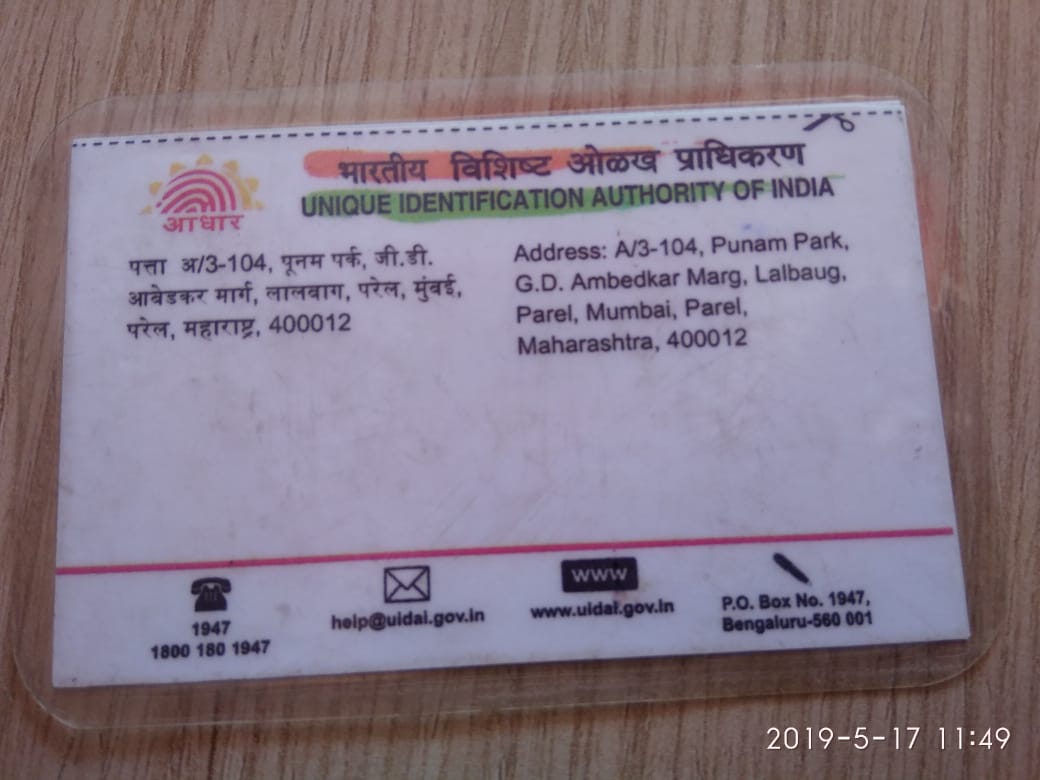 भारतीय विशिष्ट ओळख प्राधिकरण
UNIQUE IDENTIFICATION AUTHORITY OF INDIA
आधार
पत्ता अ/3-104, पूनम पर्क, जी.डी.
आबेडकर मार्ग, लालबाग, परेल, मुंबई,
परेल, महाराष्ट्र, 400012
Address: A/3-104, Punam Park,
G.D. Ambedkar Marg, Lalbaug,
Parel, Mumbai, Parel,
Maharashtra, 400012
1947
1800 180 1947
help@uidai.gov.in
WWW
www.uidai.gov.in
P.O. Box No. 1947,
Bengaluru-560 001
2019-5-17 11:49